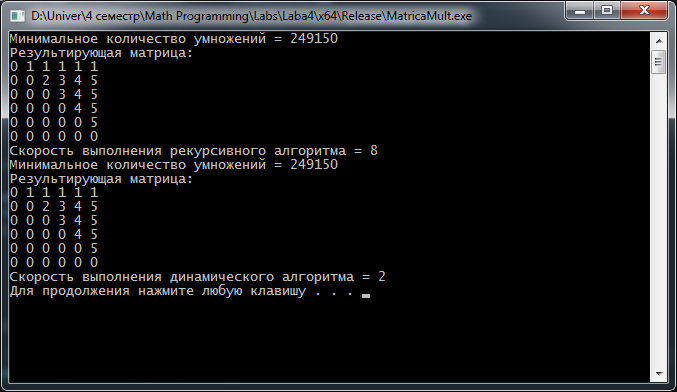 D:\Univer\4 семестр\Math Programming\Labs\Laba4\x64\Release\MatricaMult.exe
Минимальное количество умножений = 249150
Результирующая матрица:
0 1 1 1 1 1
0 0 2 3 4 5
0 0 0 3 4 5
0 0 0 0 4 5
0 0 0 0 0 5
0 0 0 0 0 0
Скорость выполнения рекурсивного алгоритма = 8
Минимальное количество умножений = 249150
Результирующая матрица:
0 1 1 1 1 1
0 0 2 3 4 5
0 0 0 3 4 5
0 0 0 0 4 5
0 0 0 0 0 5
0 0 0 0 0 0
Скорость выполнения динамического алгоритма = 2
Для продолжения нажмите любую клавишу . . .